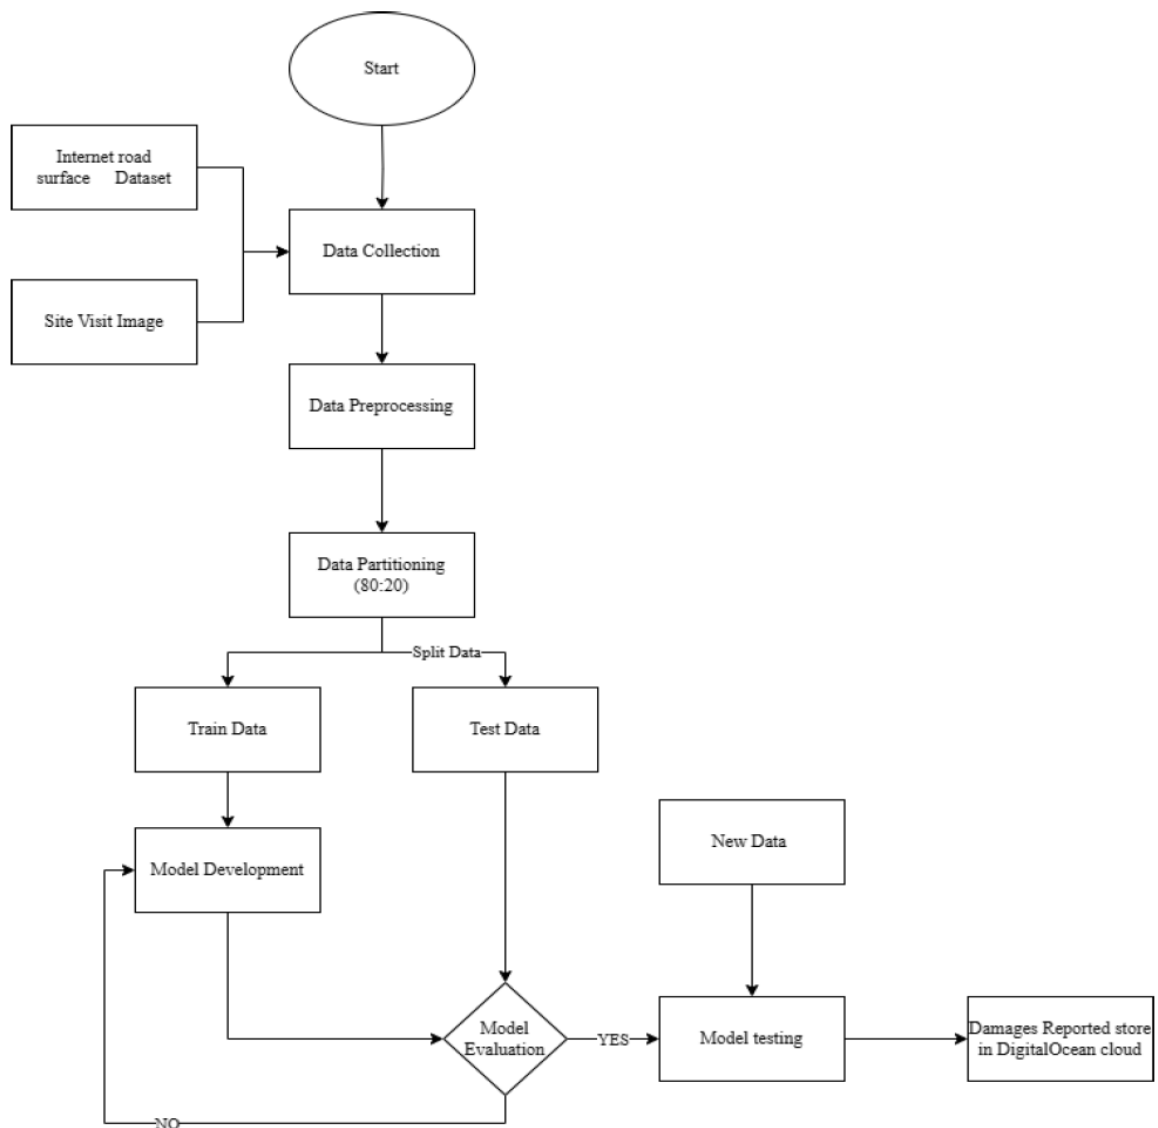 Start
Internet road
surface Dataset
Data Collection
Site Visit Image
Data Preprocessing
Data Partitioning
(80:20)
Split Data
Train Data
Test Data
Model Development
New Data
Model
Evaluation
YES
Model testing
Damages Reported store
in DigitalOcean cloud
NO